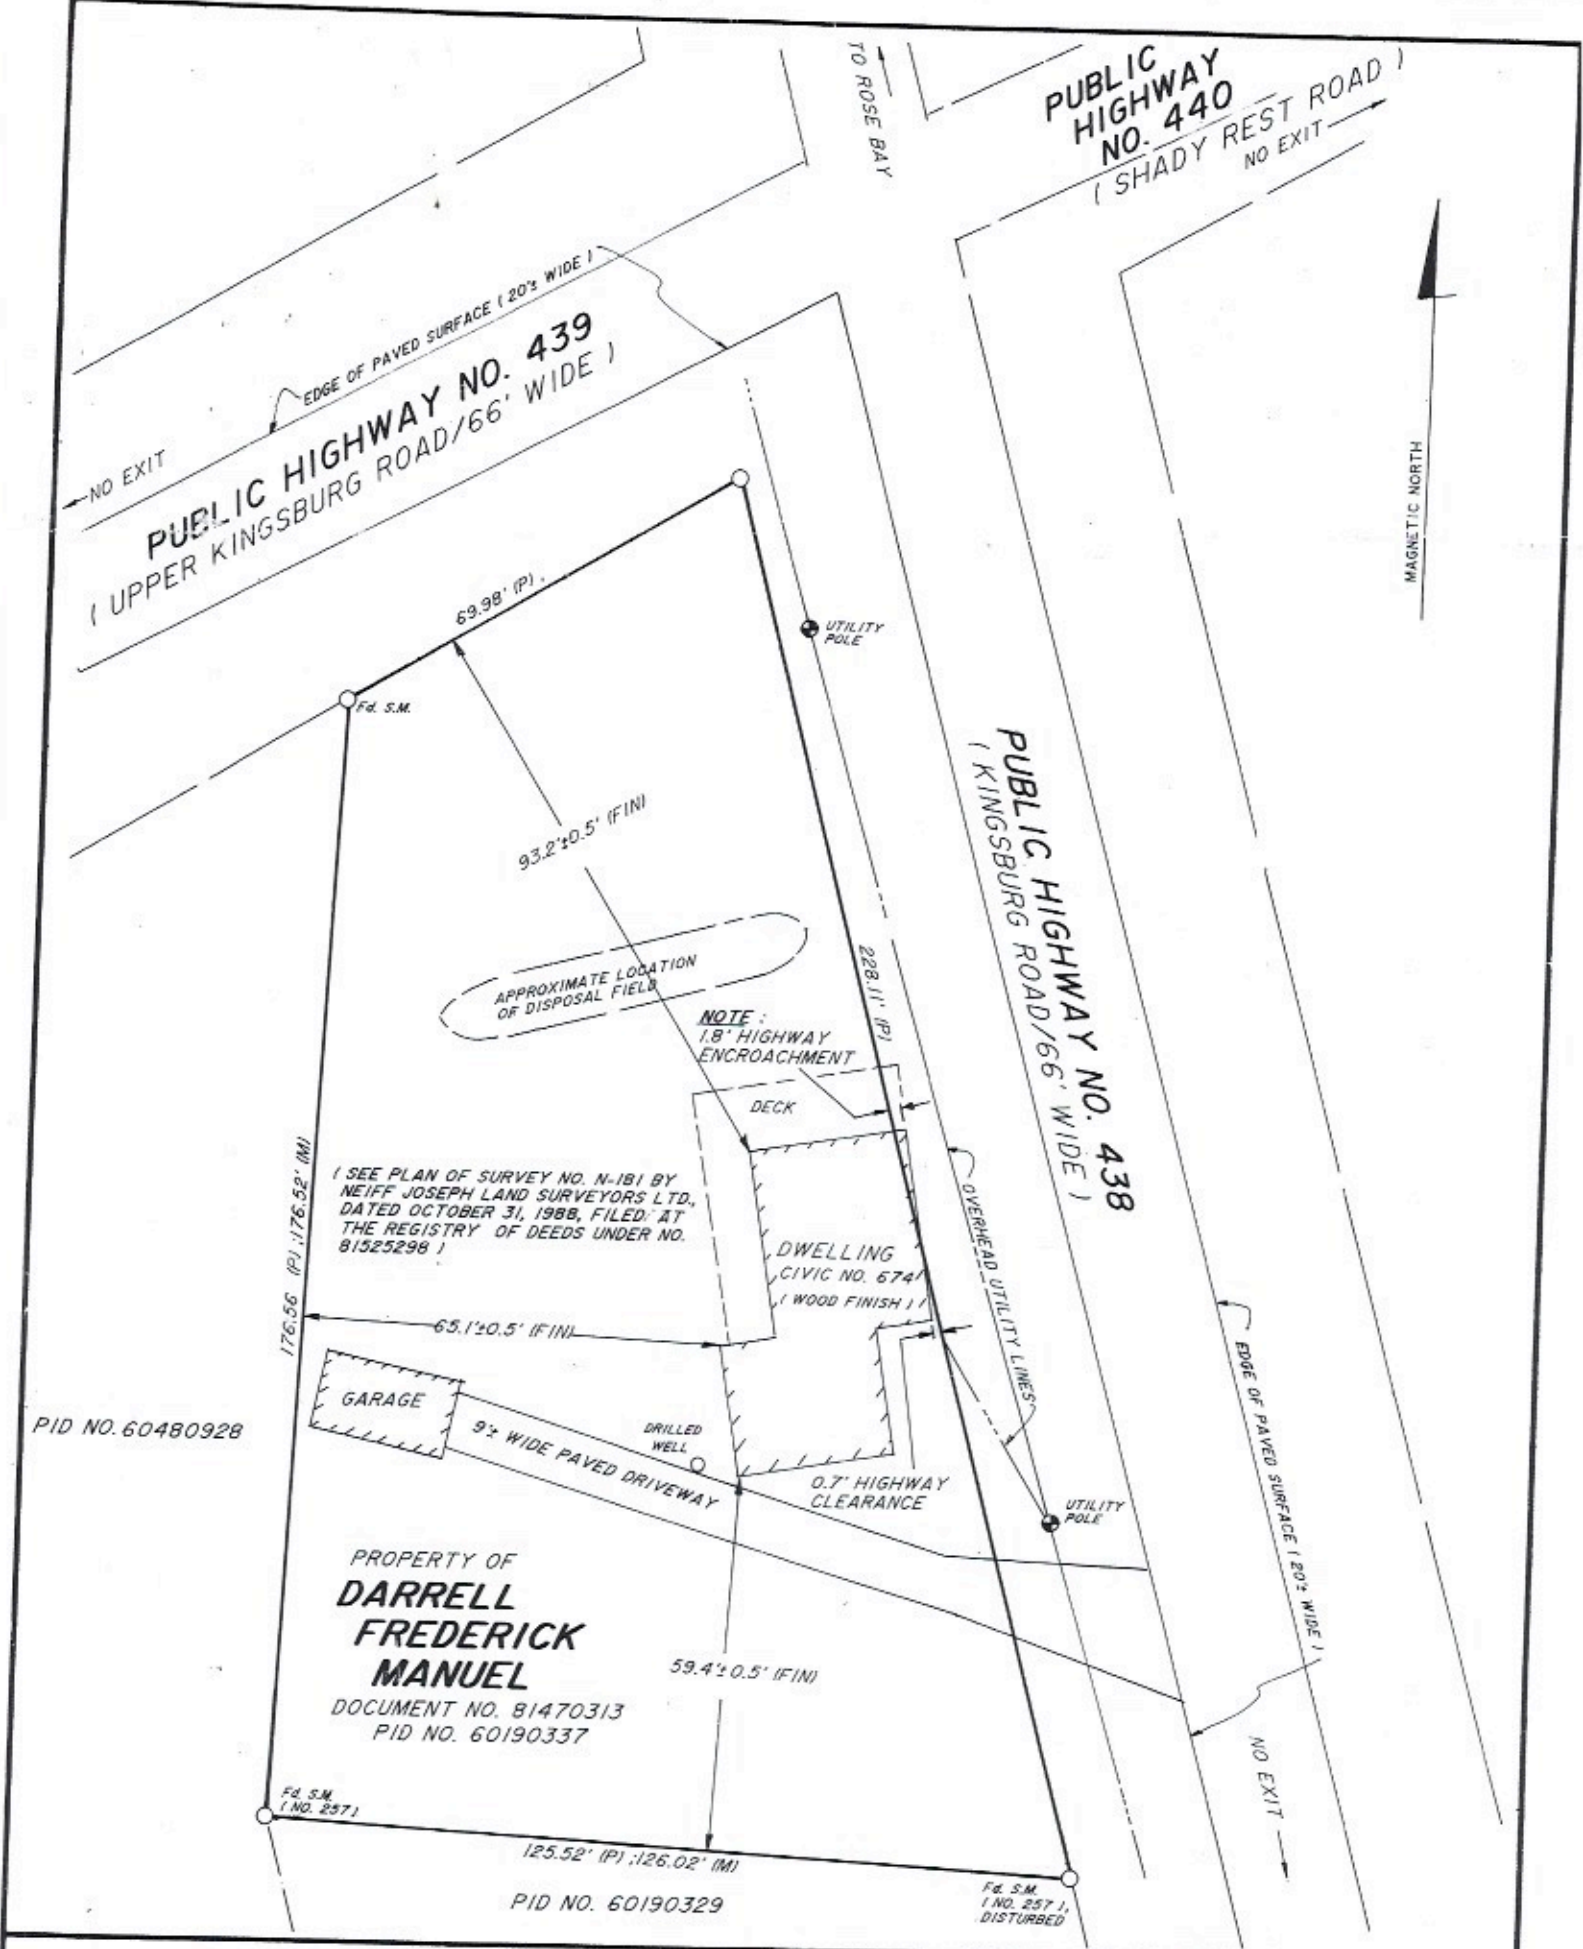 TO ROSE BAY
PUBLIC
HIGHWAY
NO. 440
( SHADY REST ROAD )
NO EXIT
EDGE OF PAVED SURFACE ( 20'± WIDE )
NO EXIT
PUBLIC HIGHWAY NO. 439
( UPPER KINGSBURG ROAD/66' WIDE )
MAGNETIC NORTH
69.98' (P)
UTILITY
POLE
Fd. S.M.
93.2'±0.5' (FIN)
PUBLIC HIGHWAY NO. 438
( KINGSBURG ROAD/66' WIDE )
228.11' (P)
APPROXIMATE LOCATION
OF DISPOSAL FIELD
NOTE :
1.8' HIGHWAY
ENCROACHMENT
DECK
176.56 (P) ;176.52' (M)
( SEE PLAN OF SURVEY NO. N-181 BY
NEIFF JOSEPH LAND SURVEYORS LTD.,
DATED OCTOBER 31, 1988, FILED AT
THE REGISTRY OF DEEDS UNDER NO.
81525298 )
OVERHEAD UTILITY LINES
DWELLING
CIVIC NO. 674
( WOOD FINISH )
65.1'±0.5' (FIN)
EDGE OF PAVED SURFACE ( 20'± WIDE )
GARAGE
PID NO. 60480928
9'± WIDE PAVED DRIVEWAY
DRILLED
WELL
0.7' HIGHWAY
CLEARANCE
UTILITY
POLE
PROPERTY OF
DARRELL
FREDERICK
MANUEL
DOCUMENT NO. 81470313
PID NO. 60190337
59.4'±0.5' (FIN)
NO EXIT
Fd. S.M.
( NO. 257 )
125.52' (P) ;126.02' (M)
PID NO. 60190329
Fd. S.M.
( NO. 257 ),
DISTURBED